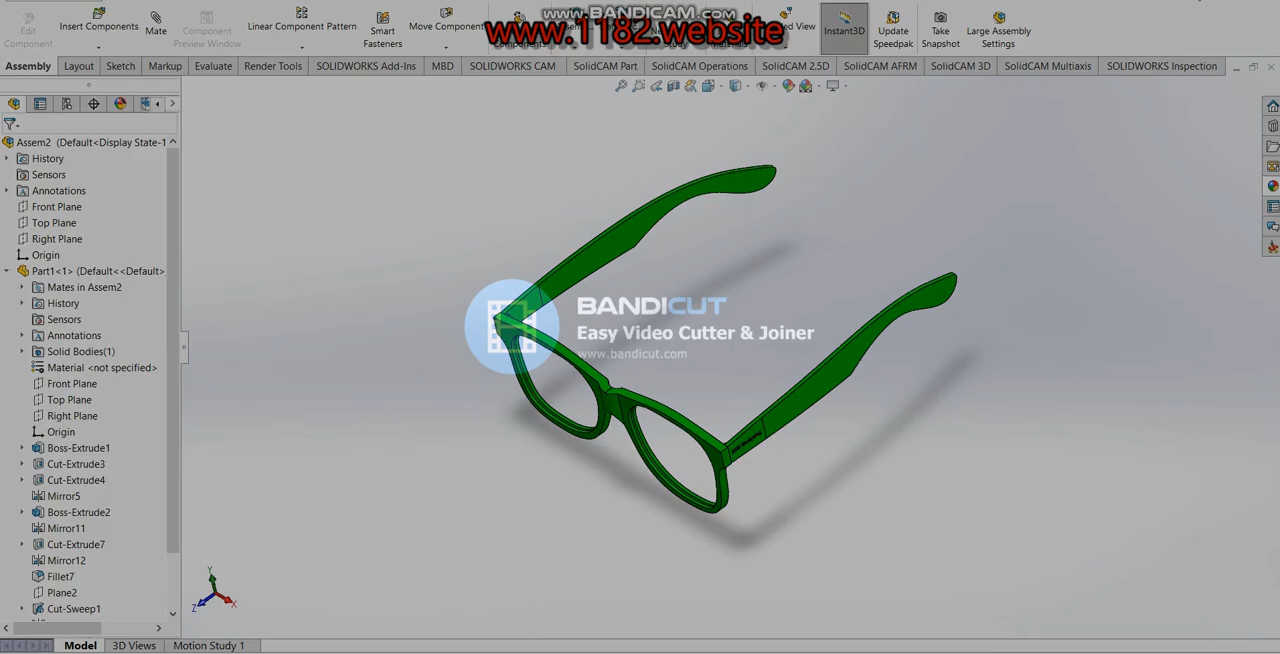 www.BANDICAM.com
www.1182.website
Edit
Component
Insert Components
Mate
Component
Preview Window
Linear Component Pattern
Smart
Fasteners
Move Component
Components
Study
Materials
View
Instant3D
Update
Speedpak
Take
Snapshot
Large Assembly
Settings
Assembly
Layout
Sketch
Markup
Evaluate
Render Tools
SOLIDWORKS Add-Ins
MBD
SOLIDWORKS CAM
SolidCAM Part
SolidCAM Operations
SolidCAM 2.5D
SolidCAM AFRM
SolidCAM 3D
SolidCAM Multiaxis
SOLIDWORKS Inspection
Assem2 (Default<Display State-1
History
Sensors
Annotations
Front Plane
Top Plane
Right Plane
Origin
Part1<1> (Default<<Default>
Mates in Assem2
History
Sensors
Annotations
Solid Bodies(1)
Material <not specified>
Front Plane
Top Plane
Right Plane
Origin
Boss-Extrude1
Cut-Extrude3
Cut-Extrude4
Mirror5
Boss-Extrude2
Mirror11
Cut-Extrude7
Mirror12
Fillet7
Plane2
Cut-Sweep1
BANDICUT
Easy Video Cutter & Joiner
www.bandicut.com
Y
Z
X
Model
3D Views
Motion Study 1